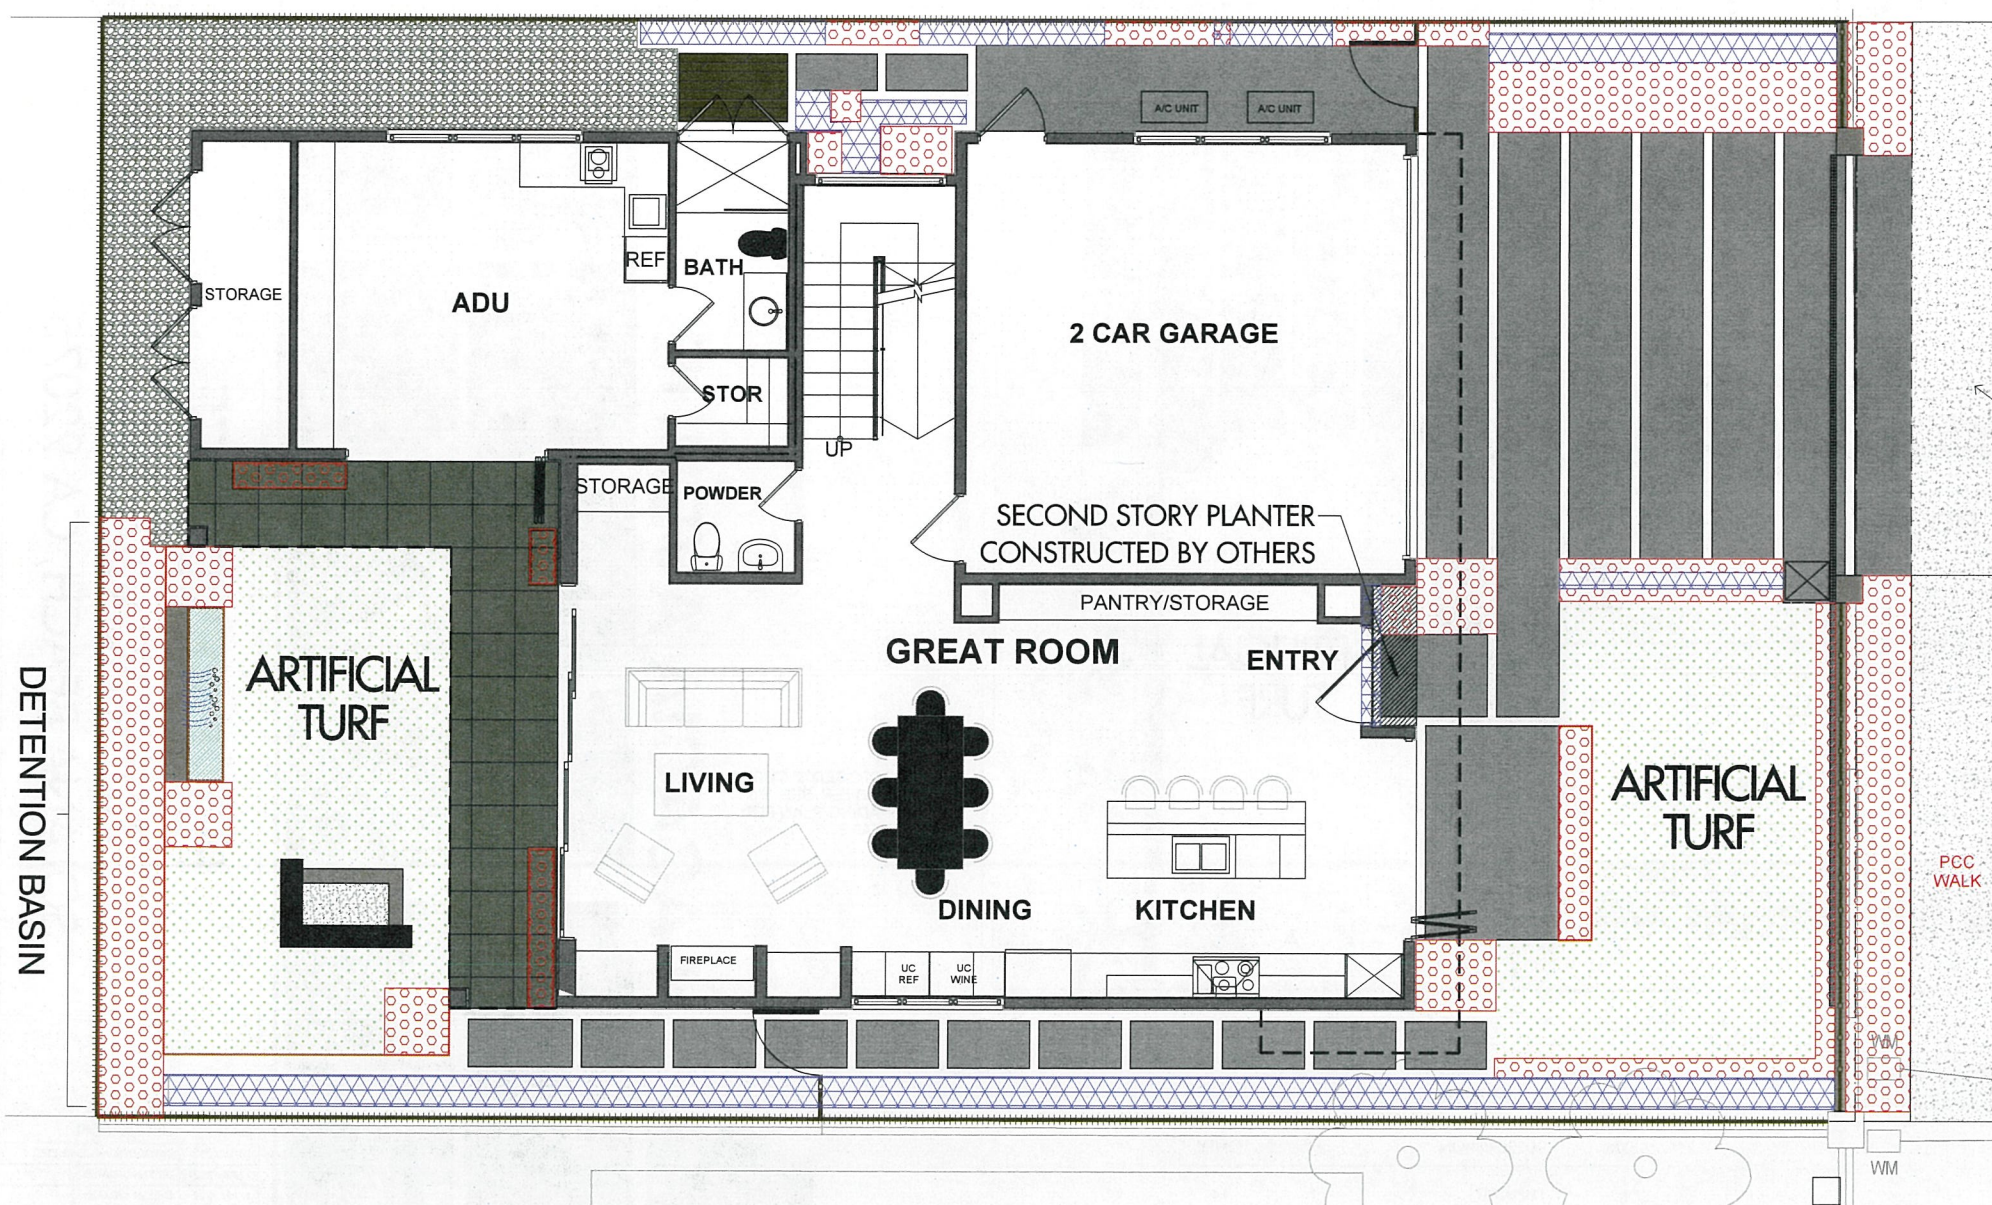 A/C UNIT
A/C UNIT
STORAGE
ADU
REF
BATH
STOR
UP
2 CAR GARAGE
STORAGE
POWDER
SECOND STORY PLANTER
CONSTRUCTED BY OTHERS
PANTRY/STORAGE
GREAT ROOM
ENTRY
ARTIFICIAL
TURF
LIVING
DINING
KITCHEN
ARTIFICIAL
TURF
PCC
WALK
DETENTION BASIN
FIREPLACE
UC
REF
UC
WINE
WM
WM